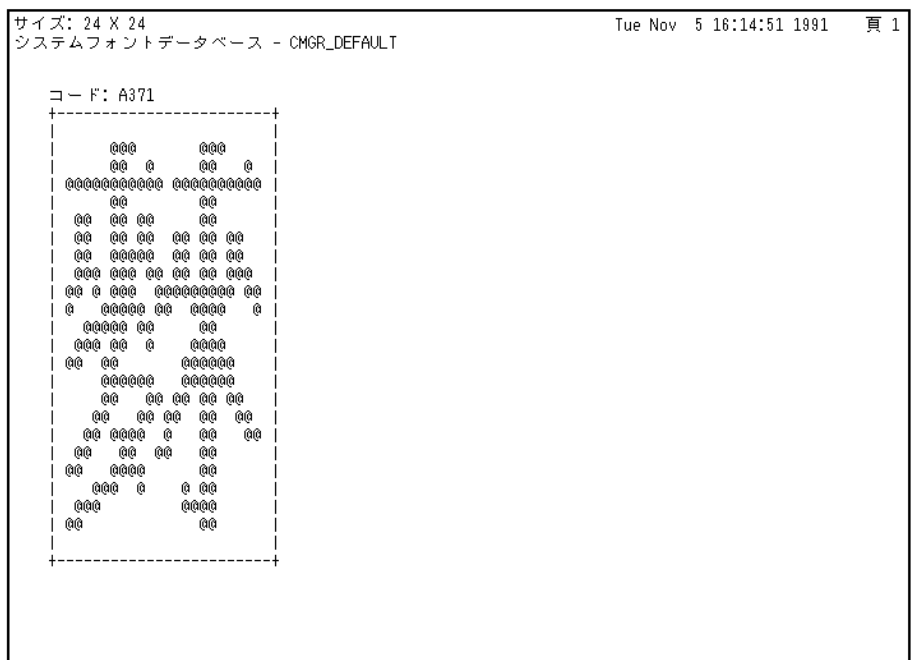 サイズ: 24 X 24 Tue Nov 5 16:14:51 1991 頁 1
システムフォントデータベース - CMGR_DEFAULT
コード: A371
+------------------------+
|                        |
|      @@@       @@@     |
|      @@  @     @@   @  |
| @@@@@@@@@@@ @@@@@@@@@@ |
|      @@        @@      |
|  @@  @@ @@     @@      |
|  @@  @@ @@  @@ @@ @@   |
|  @@  @@@@@  @@ @@ @@   |
|  @@@ @@@ @@ @@ @@ @@@  |
| @@ @ @@@  @@@@@@@@@ @@ |
| @   @@@@@ @@  @@@@   @ |
|   @@@@@ @@     @@      |
|  @@@ @@  @    @@@@     |
| @@  @@       @@@@@@    |
|     @@@@@@   @@@@@@    |
|     @@   @@ @@ @@ @@   |
|    @@   @@ @@  @@  @@  |
|   @@ @@@@  @   @@   @@ |
|  @@   @@  @@   @@      |
| @@   @@@@      @@      |
|    @@@  @    @ @@      |
|  @@@         @@@@      |
| @@             @@      |
|                        |
+------------------------+